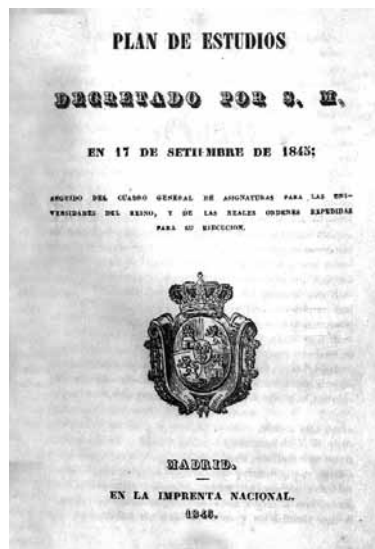 PLAN DE ESTUDIOS
DECRETADO POR S. M.
EN 17 DE SETIEMBRE DE 1845;
SEGUIDO DEL CUADRO GENERAL DE ASIGNATURAS PARA LAS UNI-
VERSIDADES DEL REINO, Y DE LAS REALES ORDENES EXPEDIDAS
PARA SU EJECUCION.
MADRID.
EN LA IMPRENTA NACIONAL.
1845.